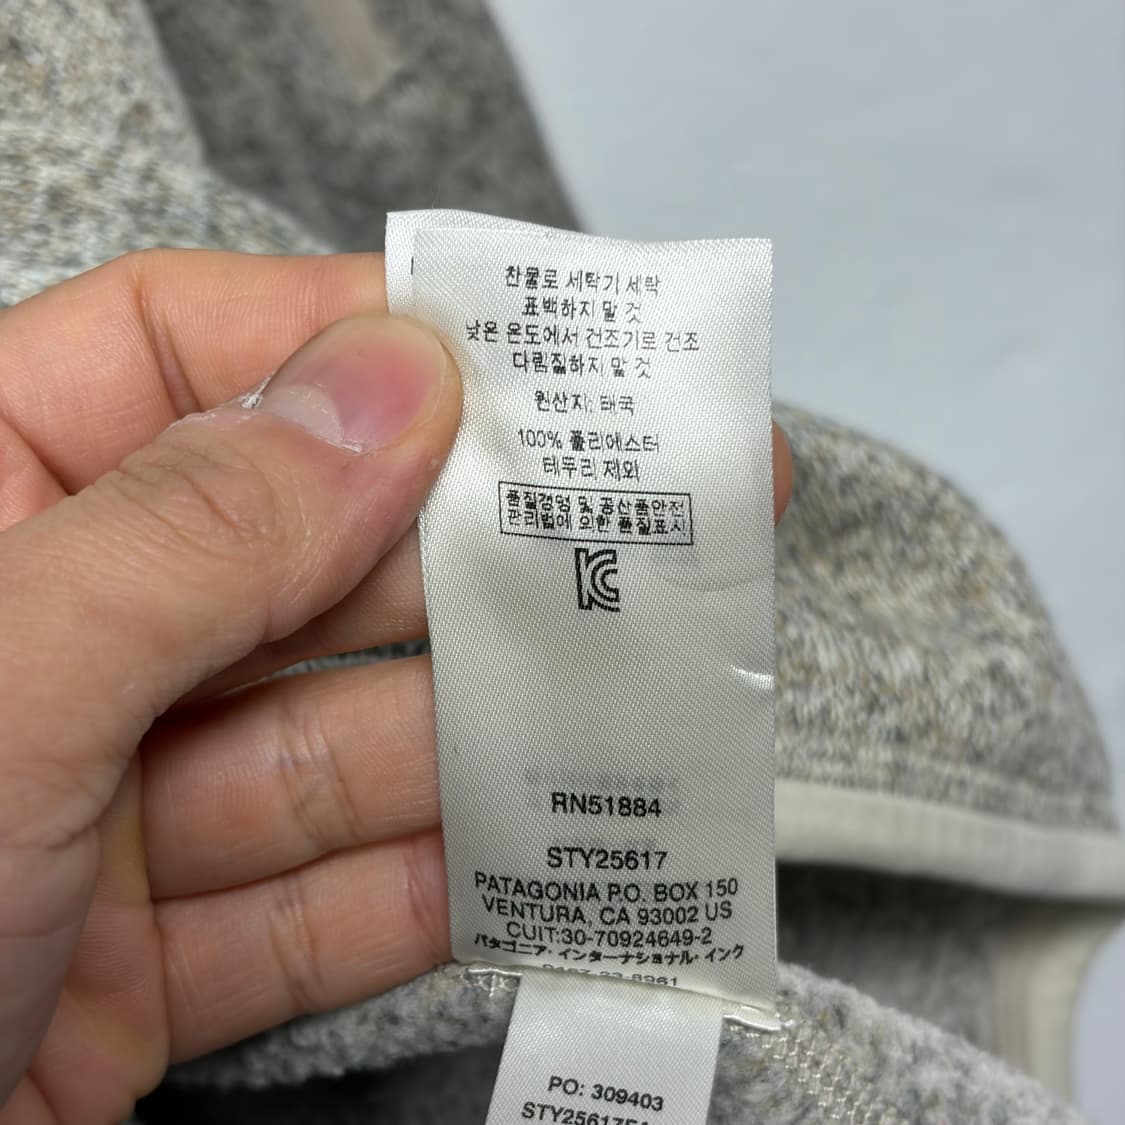 찬물로 세탁기 세탁
표백하지 말 것
낮은 온도에서 건조기로 건조
다림질하지 말 것
원산지: 태국
100% 폴리에스터
테두리 제외
품질경영 및 공산품안전
관리법에 의한 품질표시
KC
RN51884
STY25617
PATAGONIA P.O. BOX 150
VENTURA, CA 93002 US
CUIT:30-70924649-2
パタゴニア・インターナショナル・インク
PO: 309403